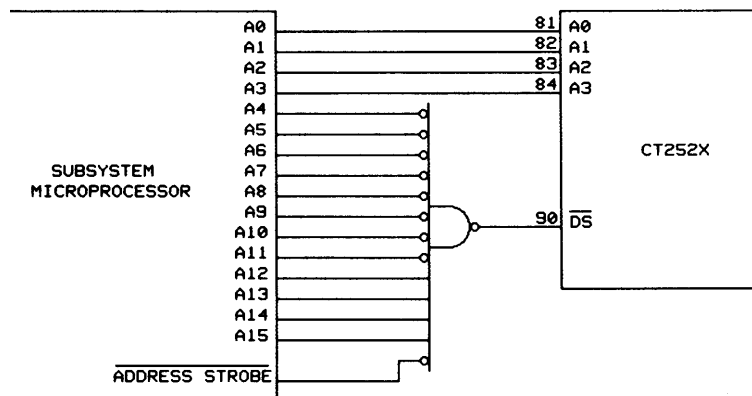 A0 81 A0
A1 82 A1
A2 83 A2
A3 84 A3
A4
A5
A6
A7
A8
A9
A10
A11
A12
A13
A14
A15
ADDRESS STROBE
SUBSYSTEM
MICROPROCESSOR
CT252X
90 DS